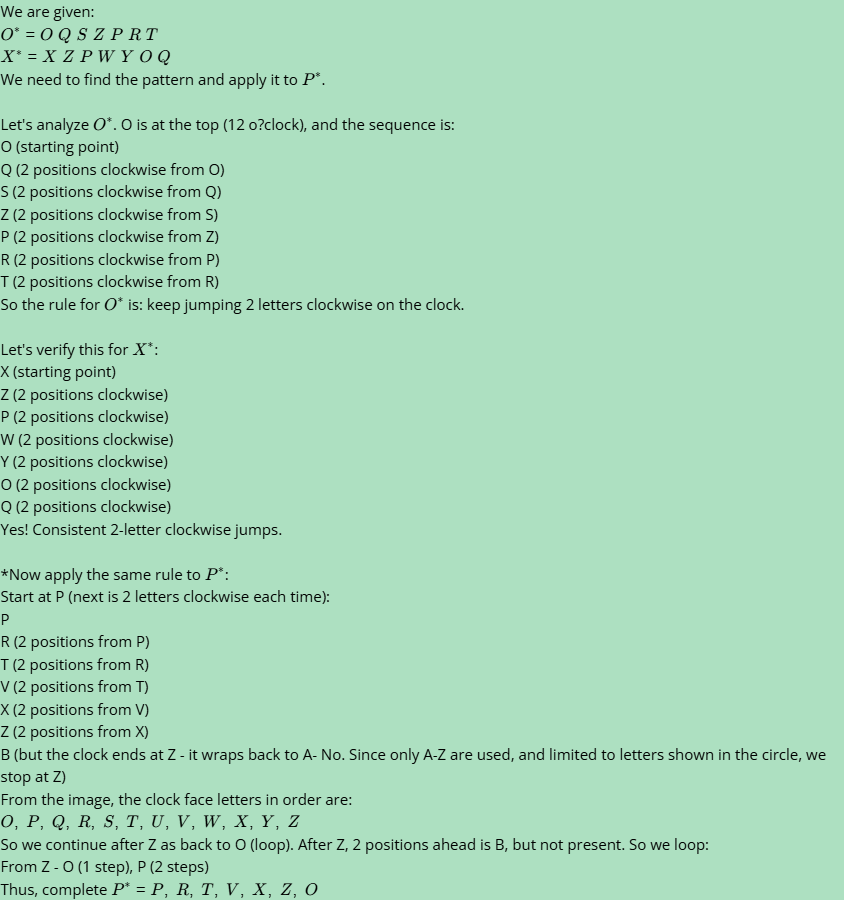 We are given:
O* = O Q S Z P R T
X* = X Z P W Y O Q
We need to find the pattern and apply it to P*.
Let's analyze O*. O is at the top (12 o?clock), and the sequence is:
O (starting point)
Q (2 positions clockwise from O)
S (2 positions clockwise from Q)
Z (2 positions clockwise from S)
P (2 positions clockwise from Z)
R (2 positions clockwise from P)
T (2 positions clockwise from R)
So the rule for O* is: keep jumping 2 letters clockwise on the clock.
Let's verify this for X*:
X (starting point)
Z (2 positions clockwise)
P (2 positions clockwise)
W (2 positions clockwise)
Y (2 positions clockwise)
O (2 positions clockwise)
Q (2 positions clockwise)
Yes! Consistent 2-letter clockwise jumps.
*Now apply the same rule to P*:
Start at P (next is 2 letters clockwise each time):
P
R (2 positions from P)
T (2 positions from R)
V (2 positions from T)
X (2 positions from V)
Z (2 positions from X)
B (but the clock ends at Z - it wraps back to A- No. Since only A-Z are used, and limited to letters shown in the circle, we
stop at Z)
From the image, the clock face letters in order are:
O, P, Q, R, S, T, U, V, W, X, Y, Z
So we continue after Z as back to O (loop). After Z, 2 positions ahead is B, but not present. So we loop:
From Z - O (1 step), P (2 steps)
Thus, complete P* = P, R, T, V, X, Z, O